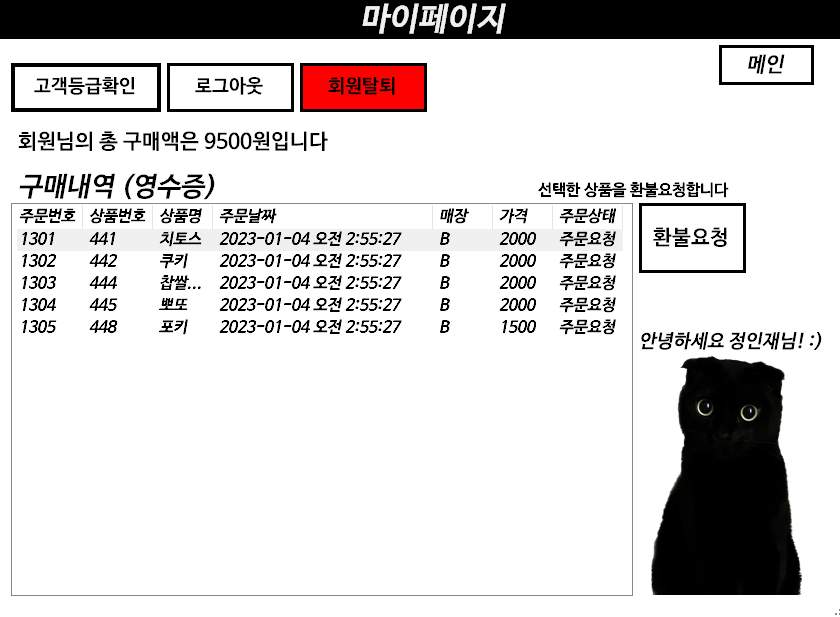 마이페이지
메인
고객등급확인 로그아웃 회원탈퇴
회원님의 총 구매액은 9500원입니다
구매내역 (영수증)
선택한 상품을 환불요청합니다
주문번호 상품번호 상품명 주문날짜 매장 가격 주문상태
1301 441 치토스 2023-01-04 오전 2:55:27 B 2000 주문요청
1302 442 쿠키 2023-01-04 오전 2:55:27 B 2000 주문요청
1303 444 찹쌀... 2023-01-04 오전 2:55:27 B 2000 주문요청
1304 445 뽀또 2023-01-04 오전 2:55:27 B 2000 주문요청
1305 448 포키 2023-01-04 오전 2:55:27 B 1500 주문요청
환불요청
안녕하세요 정인재님! :)